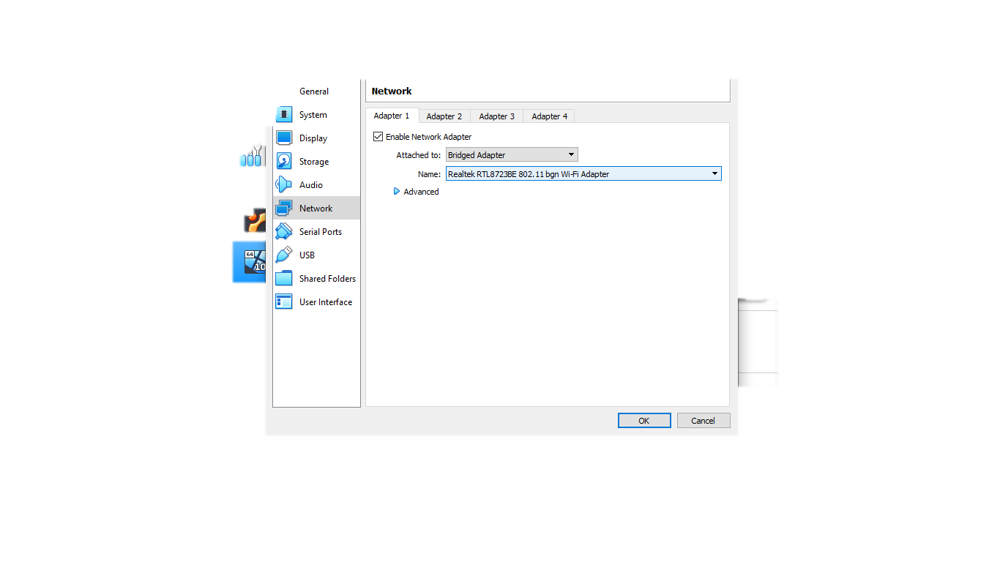 General
System
Display
Storage
Audio
Network
Serial Ports
USB
Shared Folders
User Interface
Network
Adapter 1 Adapter 2 Adapter 3 Adapter 4
Enable Network Adapter
Attached to: Bridged Adapter
Name: Realtek RTL8723BE 802.11 bgn Wi-Fi Adapter
Advanced
OK Cancel
64
10